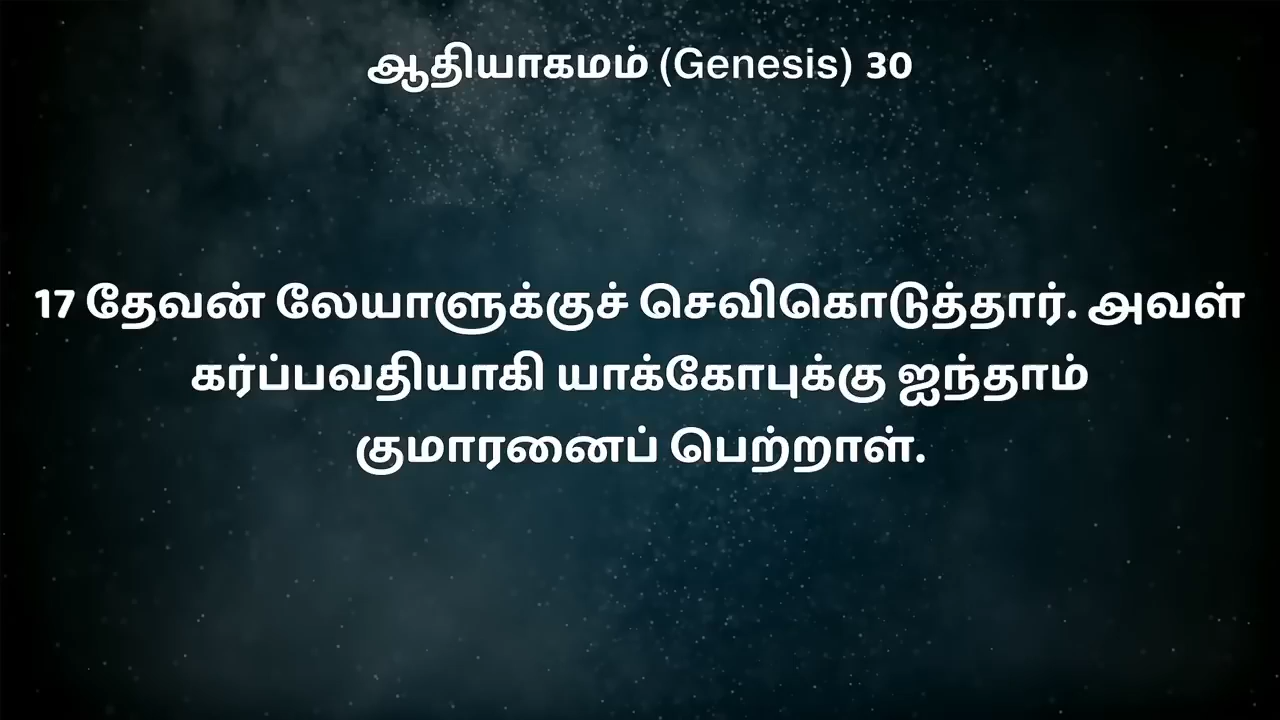 ஆதியாகமம் (Genesis) 30
17 தேவன் லேயாளுக்குச் செவிகொடுத்தார். அவள்
கர்ப்பவதியாகி யாக்கோபுக்கு ஐந்தாம்
குமாரனைப் பெற்றாள்.